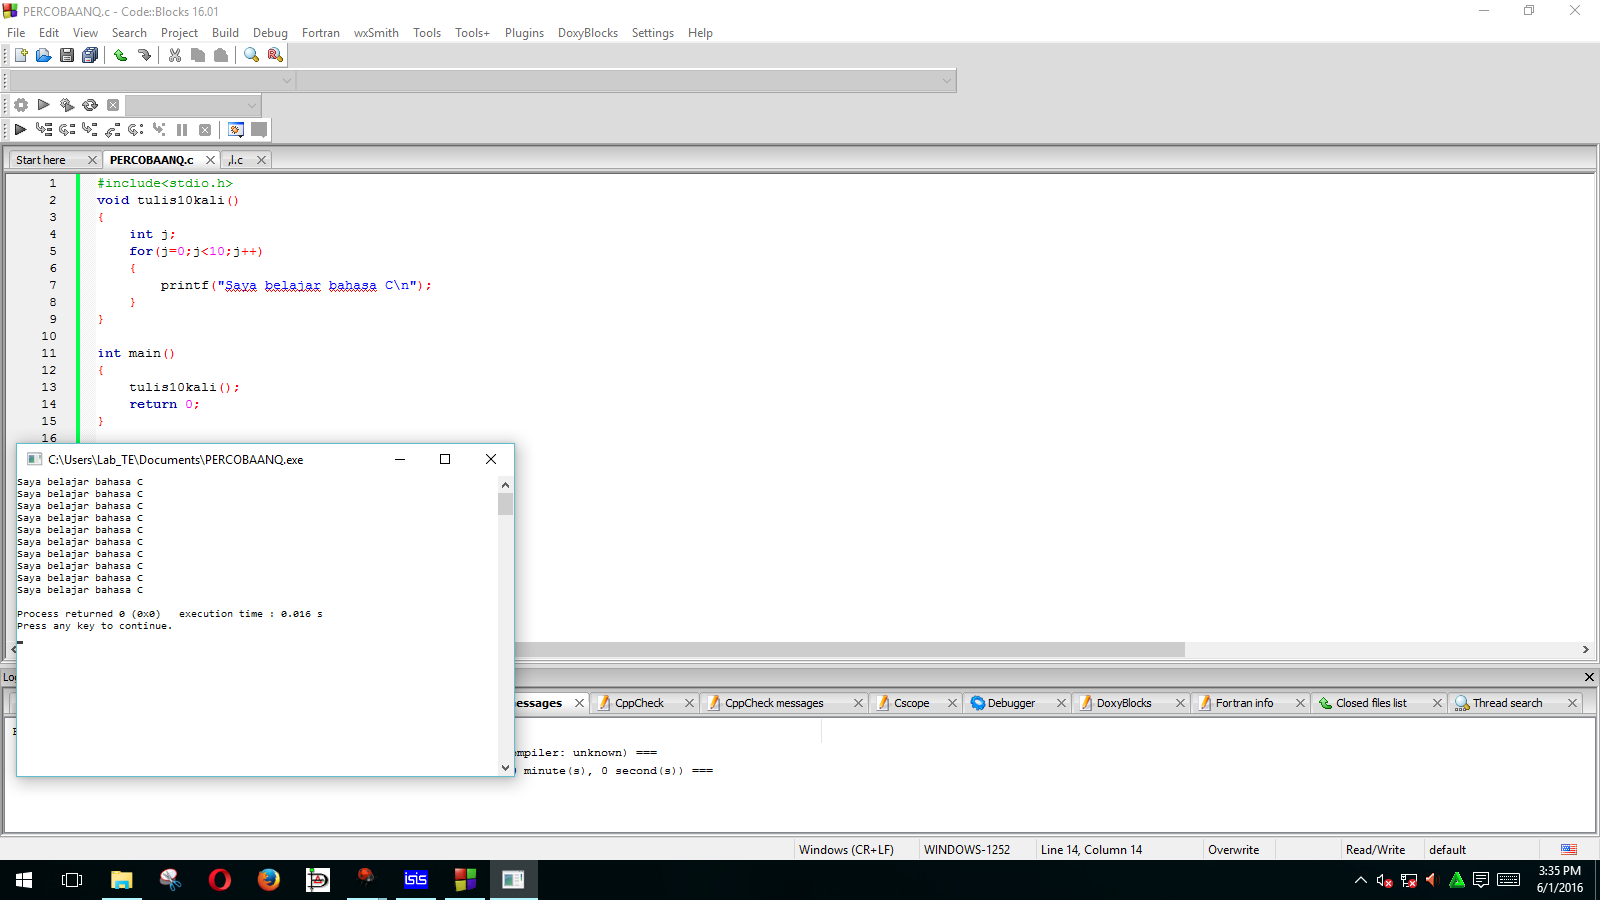 PERCOBAANQ.c - Code::Blocks 16.01
File Edit View Search Project Build Debug Fortran wxSmith Tools Tools+ Plugins DoxyBlocks Settings Help
Start here PERCOBAANQ.c ,l.c
1 #include<stdio.h>
2 void tulis10kali()
3 {
4 int j;
5 for(j=0;j<10;j++)
6 {
7 printf("Saya belajar bahasa C\n");
8 }
9 }
10
11 int main()
12 {
13 tulis10kali();
14 return 0;
15 }
16
C:\Users\Lab_TE\Documents\PERCOBAANQ.exe
Saya belajar bahasa C
Saya belajar bahasa C
Saya belajar bahasa C
Saya belajar bahasa C
Saya belajar bahasa C
Saya belajar bahasa C
Saya belajar bahasa C
Saya belajar bahasa C
Saya belajar bahasa C
Saya belajar bahasa C
Process returned 0 (0x0) execution time : 0.016 s
Press any key to continue.
essages CppCheck CppCheck messages Cscope Debugger DoxyBlocks Fortran info Closed files list Thread search
mpiler: unknown) ===
minute(s), 0 second(s)) ===
Windows (CR+LF) WINDOWS-1252 Line 14, Column 14 Overwrite Read/Write default
isis
3:35 PM
6/1/2016